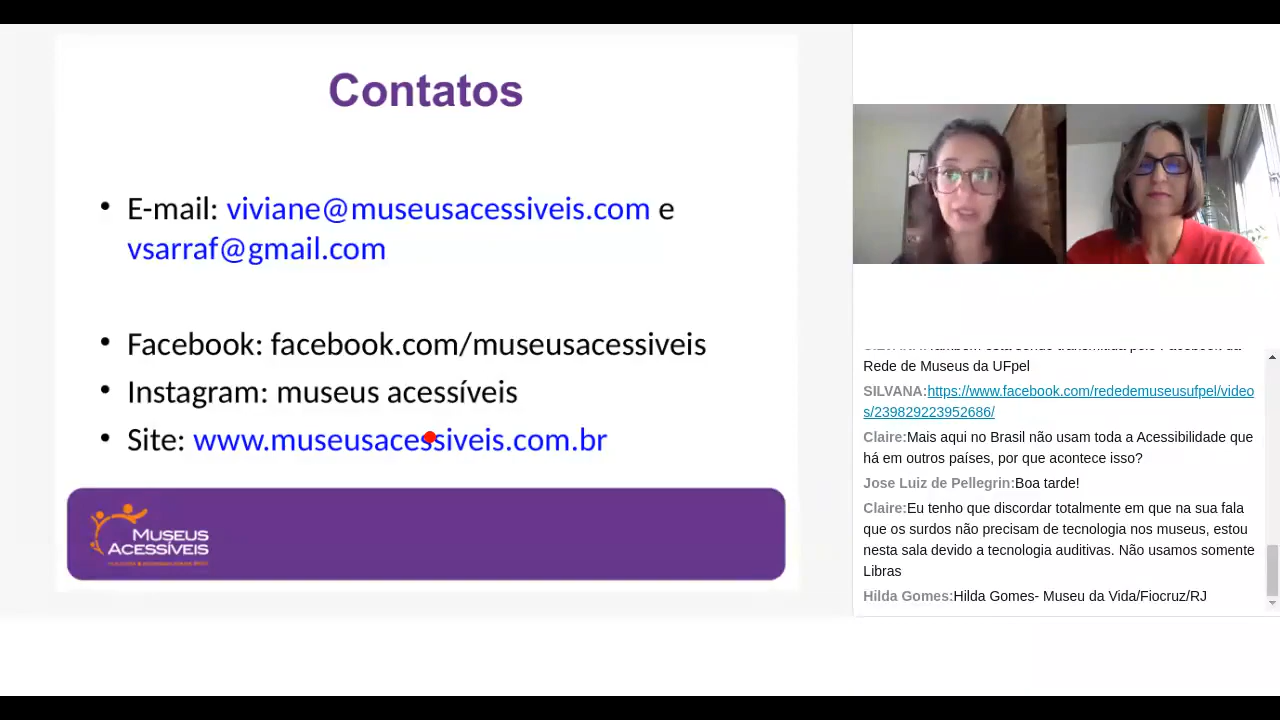 Contatos
• E-mail: viviane@museusacessiveis.com e
vsarraf@gmail.com
• Facebook: facebook.com/museusacessiveis
• Instagram: museus acessíveis
• Site: www.museusacessiveis.com.br
MUSEUS
ACESSÍVEIS
Rede de Museus da UFpel
SILVANA:https://www.facebook.com/rededemuseusufpel/video
s/239829223952686/
Claire:Mais aqui no Brasil não usam toda a Acessibilidade que
há em outros países, por que acontece isso?
Jose Luiz de Pellegrin:Boa tarde!
Claire:Eu tenho que discordar totalmente em que na sua fala
que os surdos não precisam de tecnologia nos museus, estou
nesta sala devido a tecnologia auditivas. Não usamos somente
Libras
Hilda Gomes:Hilda Gomes- Museu da Vida/Fiocruz/RJ